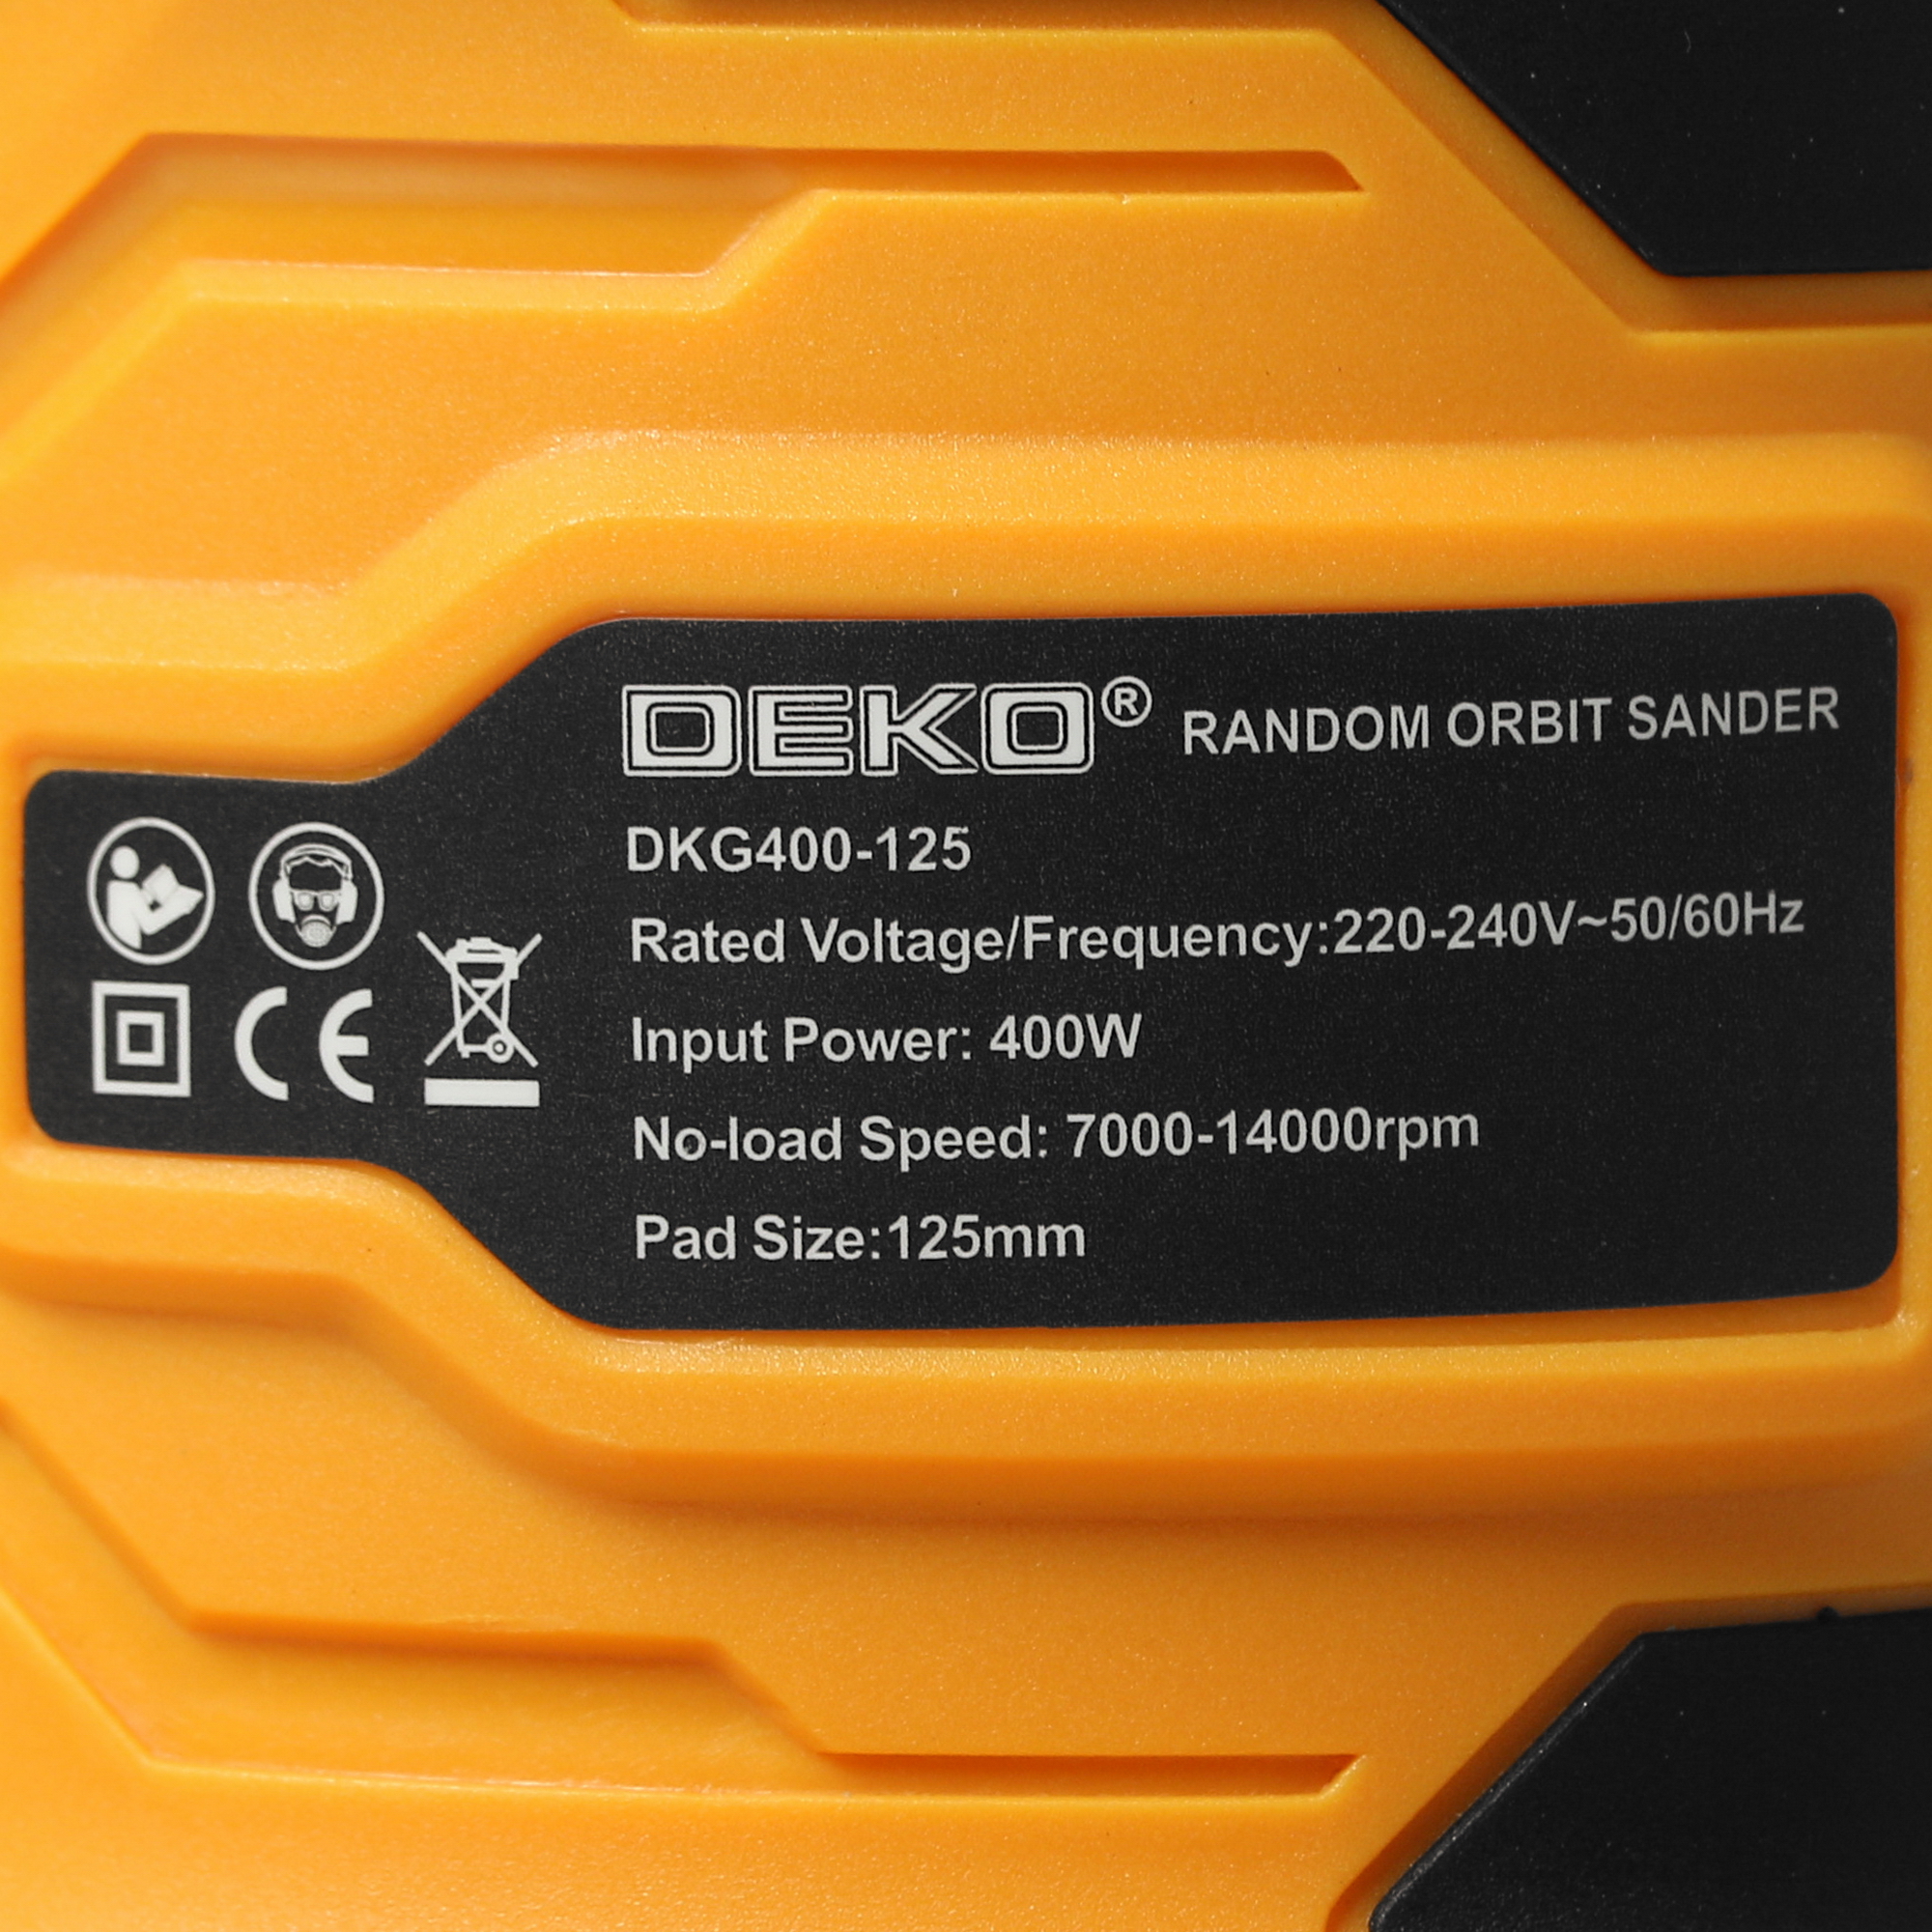 DEKO® RANDOM ORBIT SANDER
DKG400-125
Rated Voltage/Frequency:220-240V~50/60Hz
Input Power: 400W
No-load Speed: 7000-14000rpm
Pad Size:125mm
CE